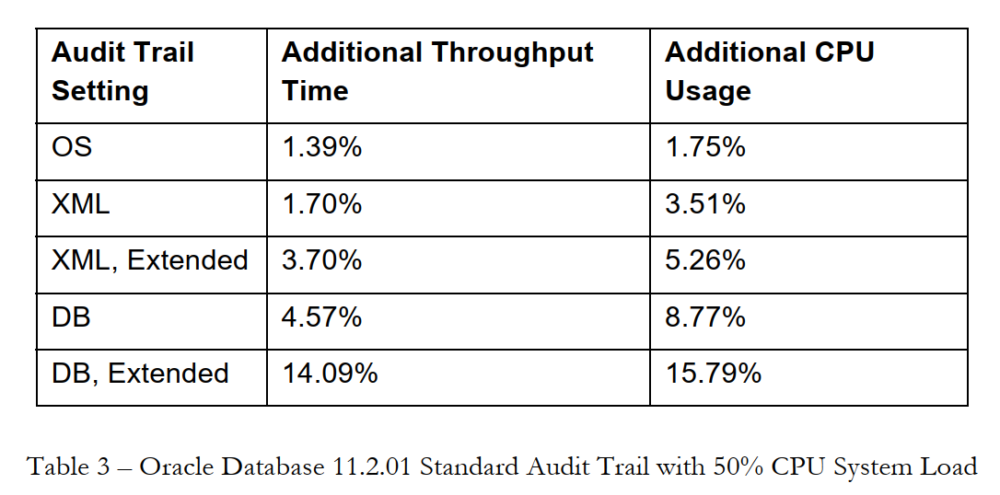 Audit Trail Setting Additional Throughput Time Additional CPU Usage
OS 1.39% 1.75%
XML 1.70% 3.51%
XML, Extended 3.70% 5.26%
DB 4.57% 8.77%
DB, Extended 14.09% 15.79%
Table 3 – Oracle Database 11.2.01 Standard Audit Trail with 50% CPU System Load